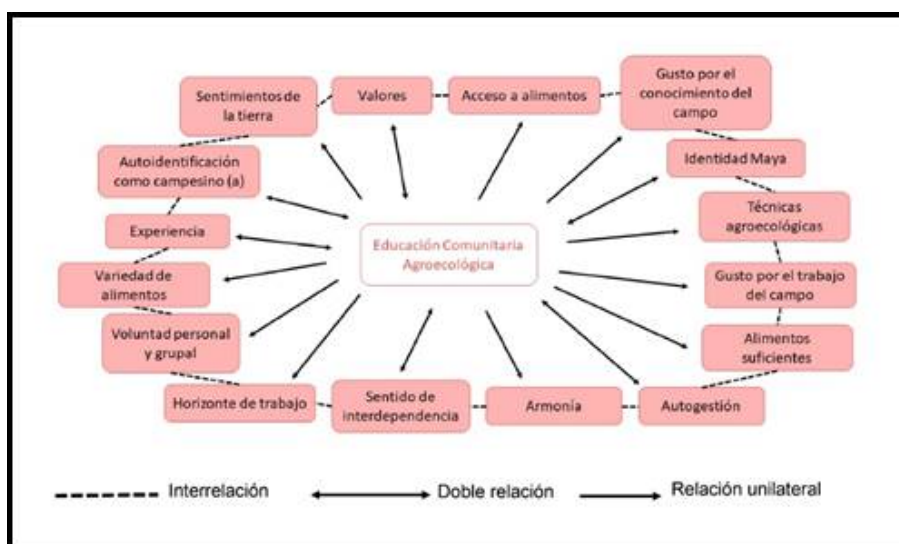 Sentimientos de
la tierra
Valores
Acceso a alimentos
Gusto por el
conocimiento del
campo
Autoidentificación
como campesino (a)
Identidad Maya
Experiencia
Técnicas
agroecológicas
Educación Comunitaria
Agroecológica
Variedad de
alimentos
Gusto por el trabajo
del campo
Voluntad personal
y grupal
Alimentos
suficientes
Horizonte de trabajo
Sentido de
interdependencia
Armonía
Autogestión
Interrelación
Doble relación
Relación unilateral